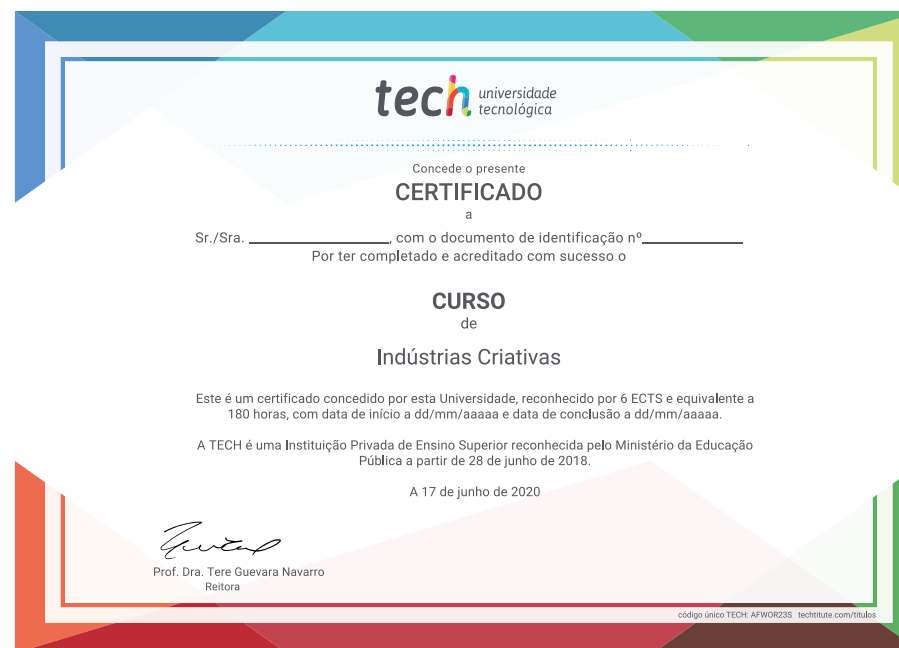 tech universidade
tecnológica
Concede o presente
CERTIFICADO
a
Sr./Sra. ____________________, com o documento de identificação nº______________
Por ter completado e acreditado com sucesso o
CURSO
de
Indústrias Criativas
Este é um certificado concedido por esta Universidade, reconhecido por 6 ECTS e equivalente a
180 horas, com data de início a dd/mm/aaaaa e data de conclusão a dd/mm/aaaaa.
A TECH é uma Instituição Privada de Ensino Superior reconhecida pelo Ministério da Educação
Pública a partir de 28 de junho de 2018.
A 17 de junho de 2020
Prof. Dra. Tere Guevara Navarro
Reitora
código único TECH: AFWOR23S techtitute.com/titulos